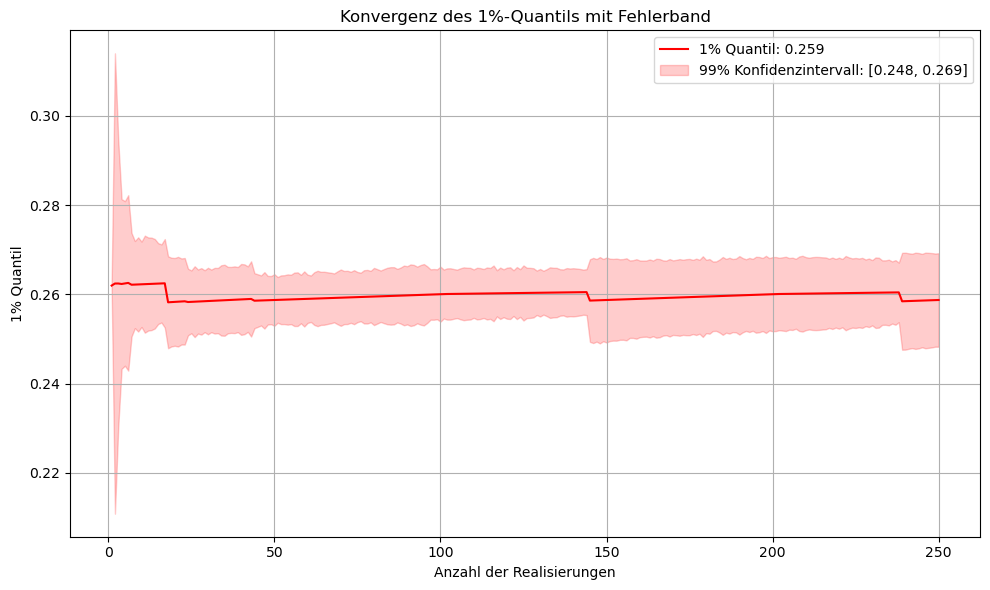 Konvergenz des 1%-Quantils mit Fehlerband
1% Quantil: 0.259
99% Konfidenzintervall: [0.248, 0.269]
1% Quantil
0.30
0.28
0.26
0.24
0.22
0
50
100
150
200
250
Anzahl der Realisierungen